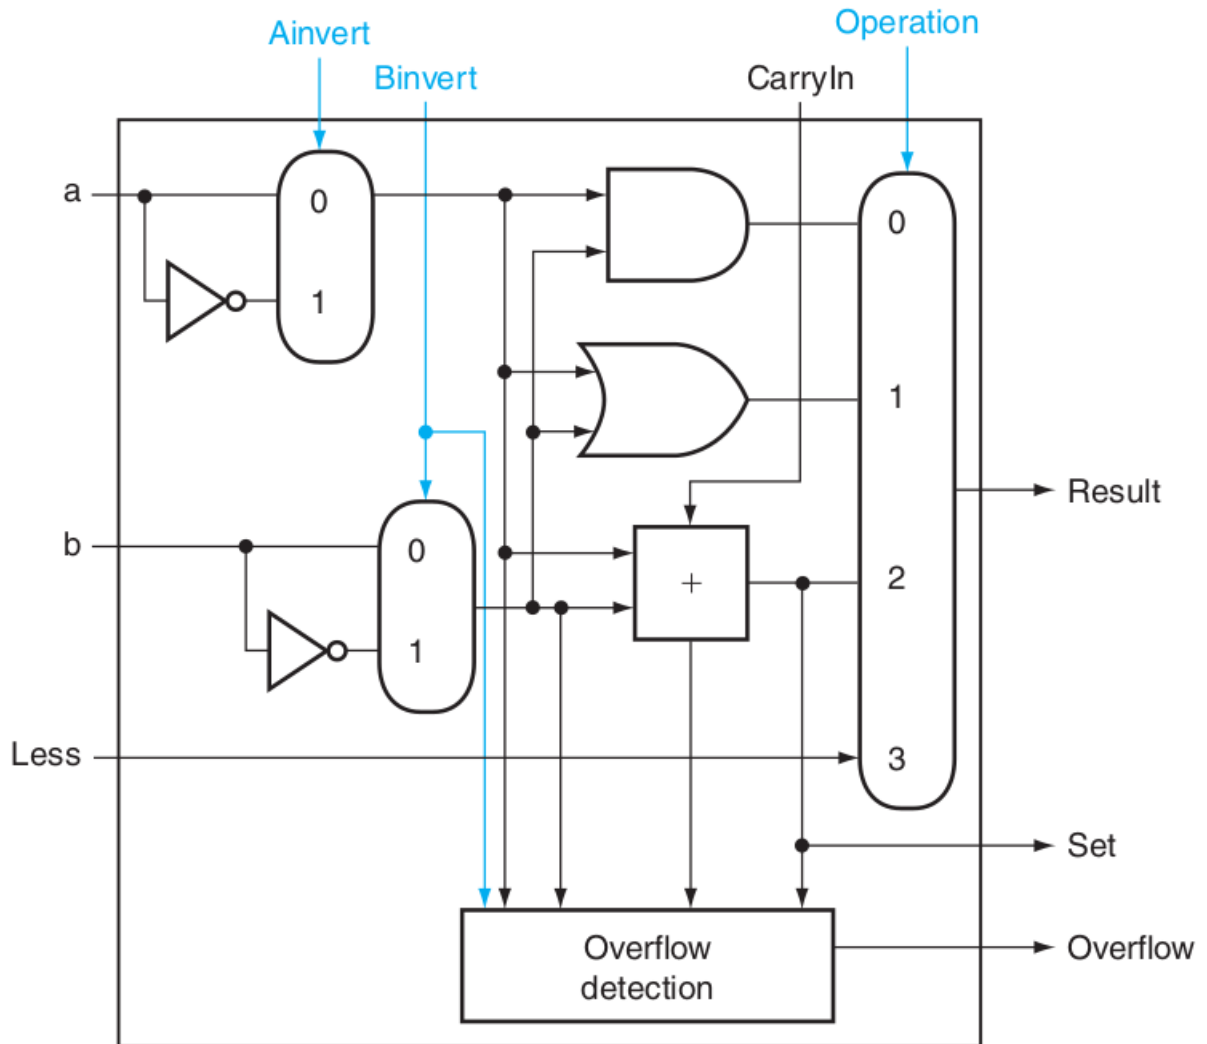 Operation
Ainvert
Binvert
CarryIn
a
0
0
1
1
Result
b
0
2
+
1
Less
3
Set
Overflow
detection
Overflow